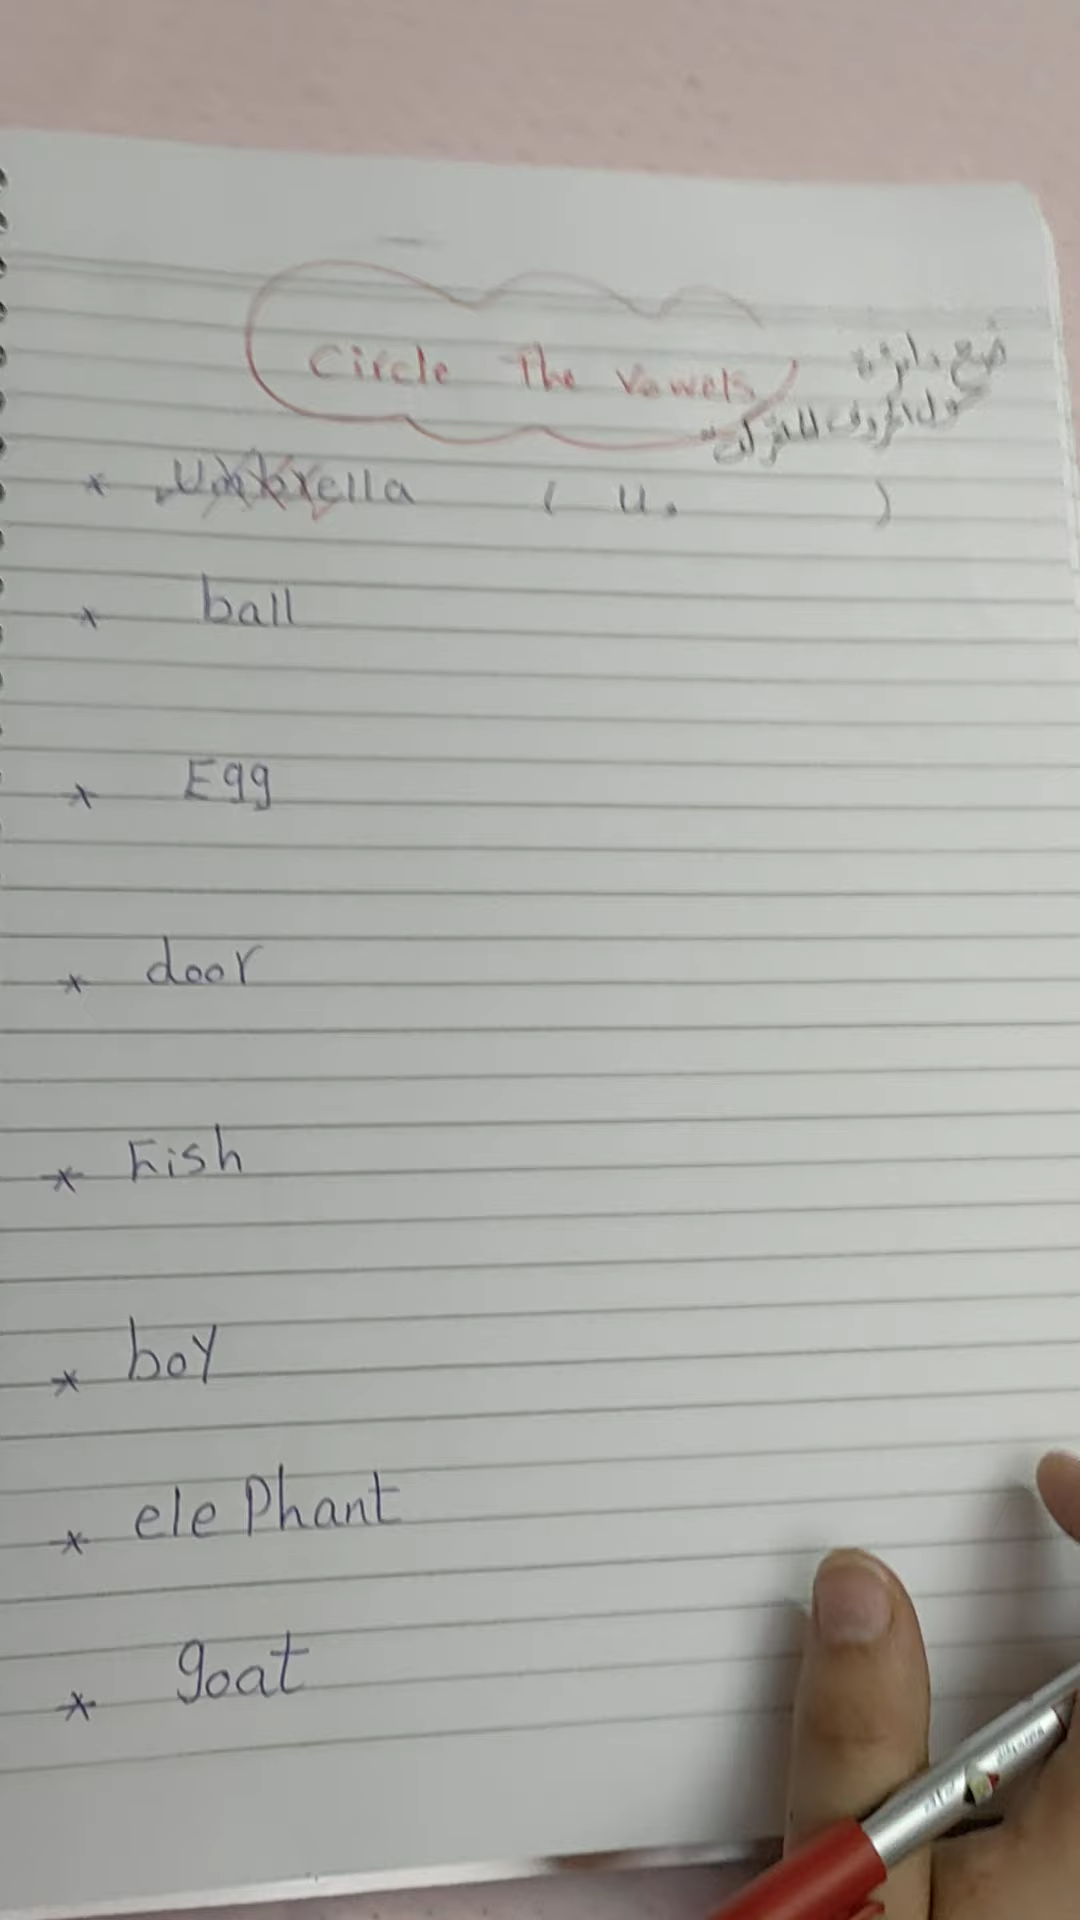 Circle The Vowels
ضع دائرة
حول الحروف المتحركة
* Umbrella ( u. )
* ball
* Egg
* door
* Fish
* boy
* elePhant
* goat